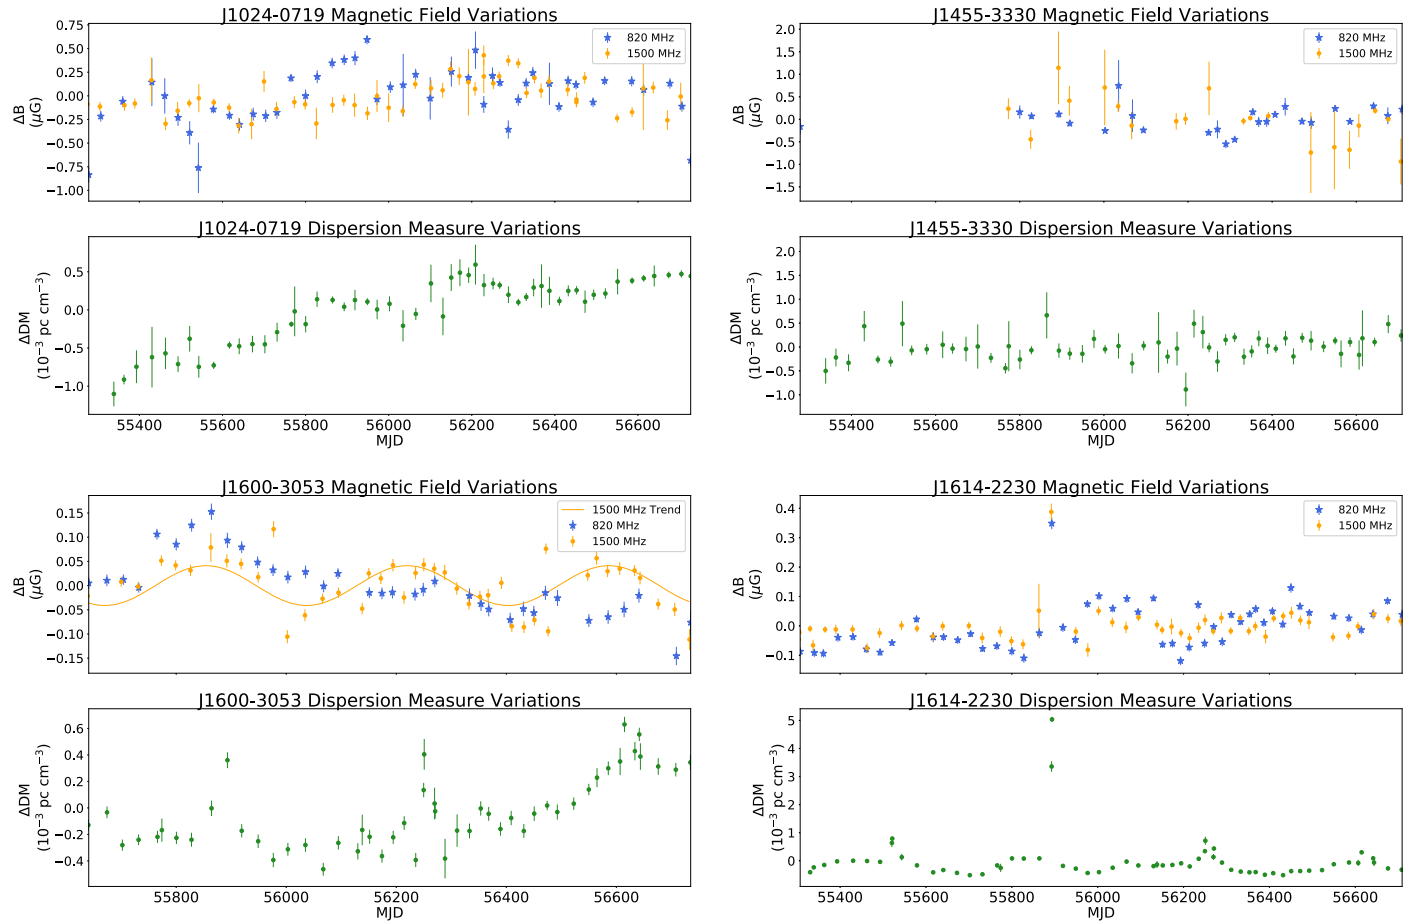 J1024-0719 Magnetic Field Variations
0.75
0.50
0.25
0.00
−0.25
−0.50
−0.75
−1.00
ΔB
(μG)
820 MHz
1500 MHz
J1024-0719 Dispersion Measure Variations
0.5
0.0
−0.5
−1.0
ΔDM
(10⁻³ pc cm⁻³)
55400 55600 55800 56000 56200 56400 56600
MJD
J1455-3330 Magnetic Field Variations
2.0
1.5
1.0
0.5
0.0
−0.5
−1.0
−1.5
ΔB
(μG)
820 MHz
1500 MHz
J1455-3330 Dispersion Measure Variations
2.0
1.5
1.0
0.5
0.0
−0.5
−1.0
ΔDM
(10⁻³ pc cm⁻³)
55400 55600 55800 56000 56200 56400 56600
MJD
J1600-3053 Magnetic Field Variations
0.15
0.10
0.05
0.00
−0.05
−0.10
−0.15
ΔB
(μG)
1500 MHz Trend
820 MHz
1500 MHz
J1600-3053 Dispersion Measure Variations
0.6
0.4
0.2
0.0
−0.2
−0.4
ΔDM
(10⁻³ pc cm⁻³)
55800 56000 56200 56400 56600
MJD
J1614-2230 Magnetic Field Variations
0.4
0.3
0.2
0.1
0.0
−0.1
ΔB
(μG)
820 MHz
1500 MHz
J1614-2230 Dispersion Measure Variations
5
4
3
2
1
0
ΔDM
(10⁻³ pc cm⁻³)
55400 55600 55800 56000 56200 56400 56600
MJD